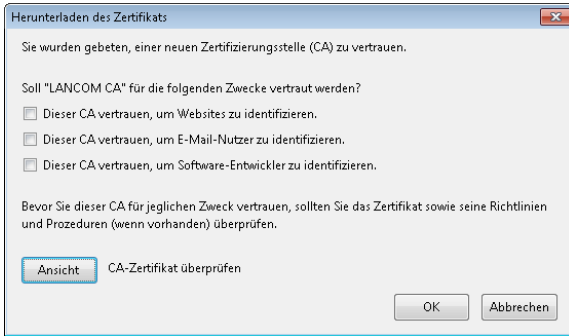 Herunterladen des Zertifikats
Sie wurden gebeten, einer neuen Zertifizierungsstelle (CA) zu vertrauen.
Soll "LANCOM CA" für die folgenden Zwecke vertraut werden?
Dieser CA vertrauen, um Websites zu identifizieren.
Dieser CA vertrauen, um E-Mail-Nutzer zu identifizieren.
Dieser CA vertrauen, um Software-Entwickler zu identifizieren.
Bevor Sie dieser CA für jeglichen Zweck vertrauen, sollten Sie das Zertifikat sowie seine Richtlinien
und Prozeduren (wenn vorhanden) überprüfen.
Ansicht CA-Zertifikat überprüfen
OK Abbrechen